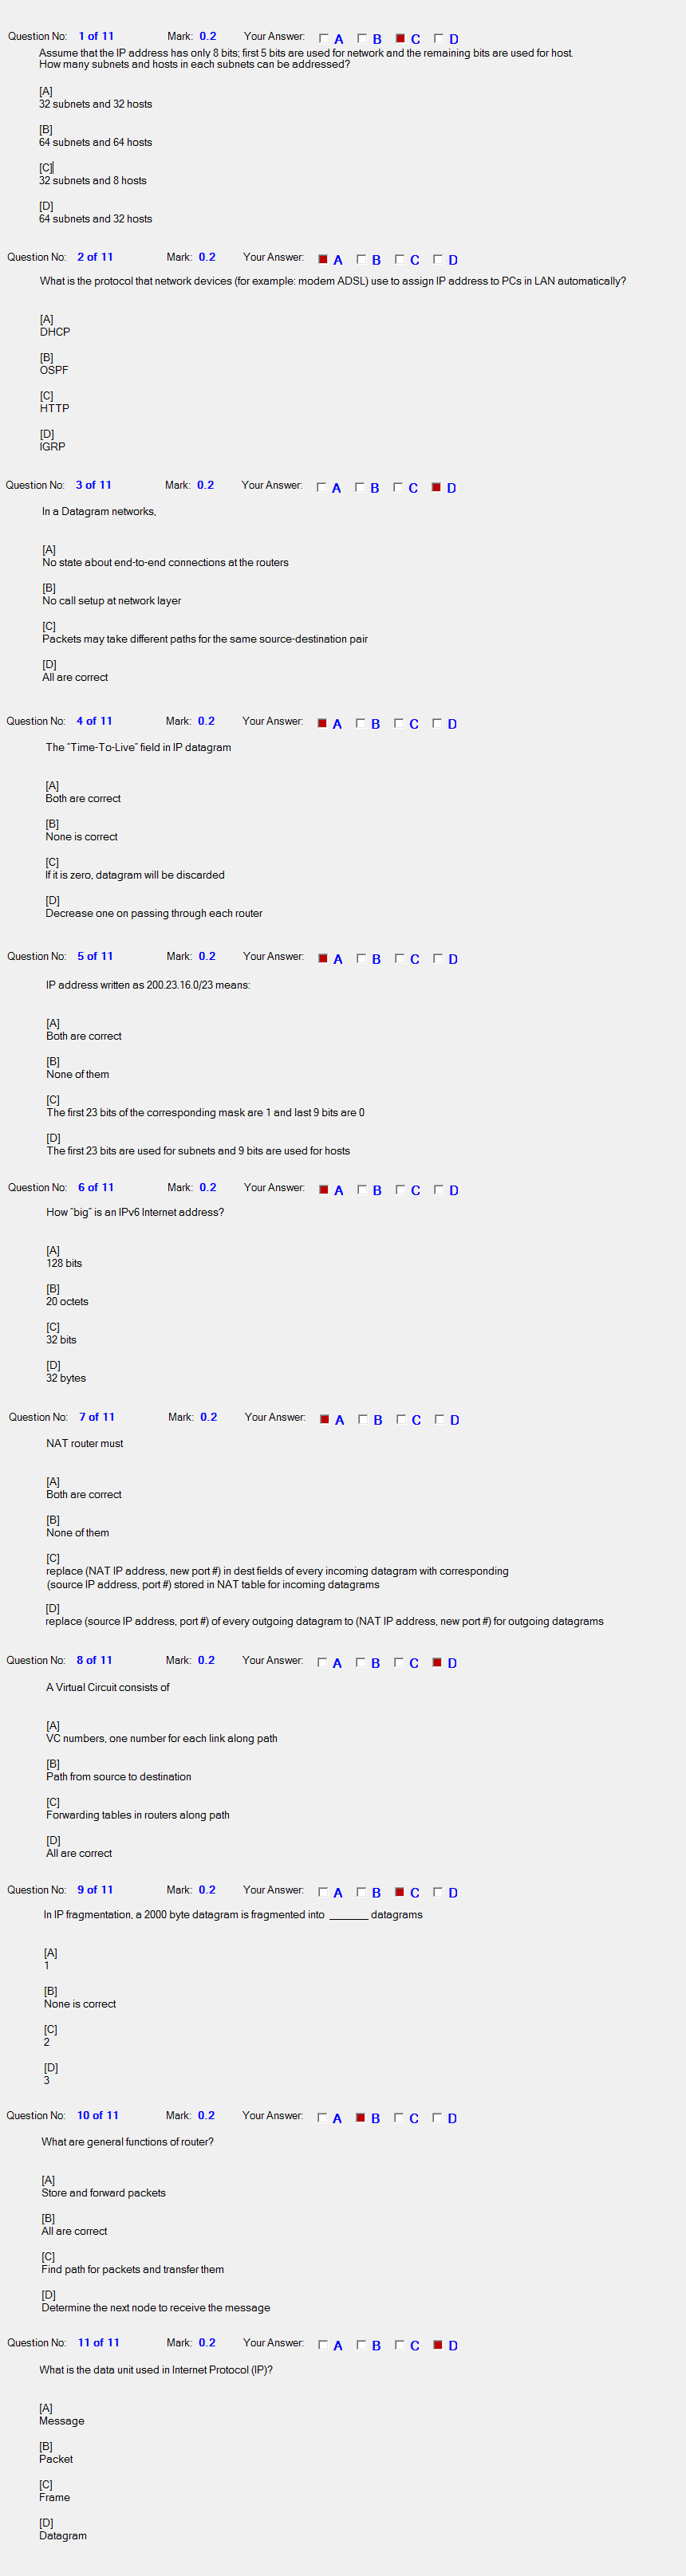 Question No: 1 of 11 Mark: 0.2 Your Answer: A B C D
Assume that the IP address has only 8 bits; first 5 bits are used for network and the remaining bits are used for host.
How many subnets and hosts in each subnets can be addressed?
[A]
32 subnets and 32 hosts
[B]
64 subnets and 64 hosts
[C]
32 subnets and 8 hosts
[D]
64 subnets and 32 hosts
Question No: 2 of 11 Mark: 0.2 Your Answer: A B C D
What is the protocol that network devices (for example: modem ADSL) use to assign IP address to PCs in LAN automatically?
[A]
DHCP
[B]
OSPF
[C]
HTTP
[D]
IGRP
Question No: 3 of 11 Mark: 0.2 Your Answer: A B C D
In a Datagram networks,
[A]
No state about end-to-end connections at the routers
[B]
No call setup at network layer
[C]
Packets may take different paths for the same source-destination pair
[D]
All are correct
Question No: 4 of 11 Mark: 0.2 Your Answer: A B C D
The "Time-To-Live" field in IP datagram
[A]
Both are correct
[B]
None is correct
[C]
If it is zero, datagram will be discarded
[D]
Decrease one on passing through each router
Question No: 5 of 11 Mark: 0.2 Your Answer: A B C D
IP address written as 200.23.16.0/23 means:
[A]
Both are correct
[B]
None of them
[C]
The first 23 bits of the corresponding mask are 1 and last 9 bits are 0
[D]
The first 23 bits are used for subnets and 9 bits are used for hosts
Question No: 6 of 11 Mark: 0.2 Your Answer: A B C D
How "big" is an IPv6 Internet address?
[A]
128 bits
[B]
20 octets
[C]
32 bits
[D]
32 bytes
Question No: 7 of 11 Mark: 0.2 Your Answer: A B C D
NAT router must
[A]
Both are correct
[B]
None of them
[C]
replace (NAT IP address, new port #) in dest fields of every incoming datagram with corresponding
(source IP address, port #) stored in NAT table for incoming datagrams
[D]
replace (source IP address, port #) of every outgoing datagram to (NAT IP address, new port #) for outgoing datagrams
Question No: 8 of 11 Mark: 0.2 Your Answer: A B C D
A Virtual Circuit consists of
[A]
VC numbers, one number for each link along path
[B]
Path from source to destination
[C]
Forwarding tables in routers along path
[D]
All are correct
Question No: 9 of 11 Mark: 0.2 Your Answer: A B C D
In IP fragmentation, a 2000 byte datagram is fragmented into _______ datagrams
[A]
1
[B]
None is correct
[C]
2
[D]
3
Question No: 10 of 11 Mark: 0.2 Your Answer: A B C D
What are general functions of router?
[A]
Store and forward packets
[B]
All are correct
[C]
Find path for packets and transfer them
[D]
Determine the next node to receive the message
Question No: 11 of 11 Mark: 0.2 Your Answer: A B C D
What is the data unit used in Internet Protocol (IP)?
[A]
Message
[B]
Packet
[C]
Frame
[D]
Datagram